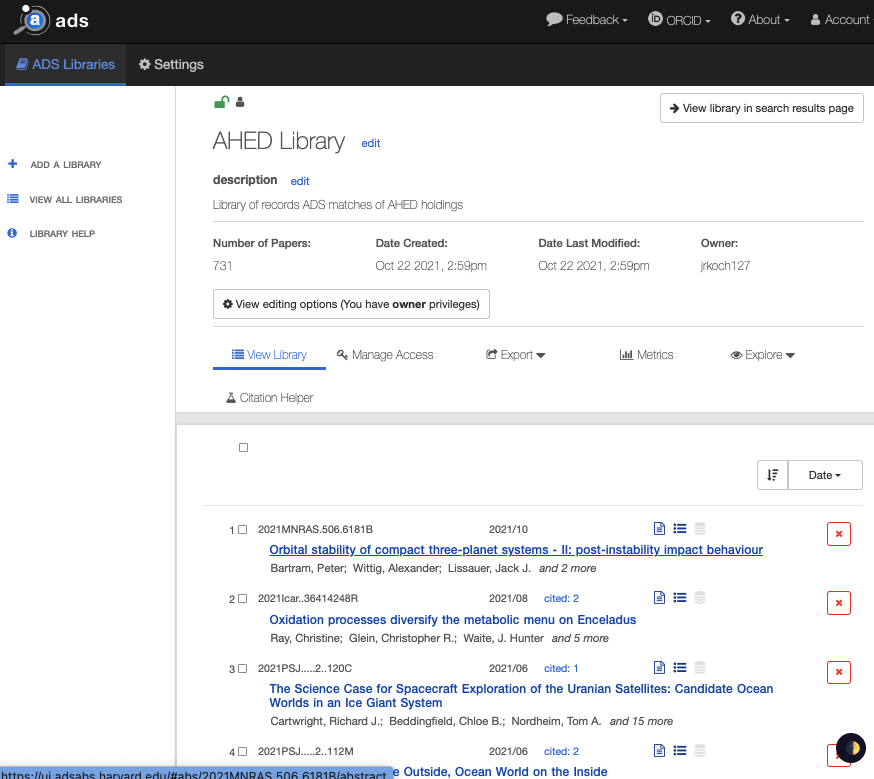 a ads
Feedback iD ORCID About Account
ADS Libraries Settings
View library in search results page
AHED Library edit
ADD A LIBRARY
description edit
VIEW ALL LIBRARIES
Library of records ADS matches of AHED holdings
LIBRARY HELP
Number of Papers: Date Created: Date Last Modified: Owner:
731 Oct 22 2021, 2:59pm Oct 22 2021, 2:59pm jrkoch127
View editing options (You have owner privileges)
View Library Manage Access Export Metrics Explore
Citation Helper
Date
1 2021MNRAS.506.6181B 2021/10
Orbital stability of compact three-planet systems - II: post-instability impact behaviour
Bartram, Peter; Wittig, Alexander; Lissauer, Jack J. and 2 more
2 2021Icar..36414248R 2021/08 cited: 2
Oxidation processes diversify the metabolic menu on Enceladus
Ray, Christine; Glein, Christopher R.; Waite, J. Hunter and 5 more
3 2021PSJ.....2..120C 2021/06 cited: 1
The Science Case for Spacecraft Exploration of the Uranian Satellites: Candidate Ocean
Worlds in an Ice Giant System
Cartwright, Richard J.; Beddingfield, Chloe B.; Nordheim, Tom A. and 15 more
4 2021PSJ.....2..112M 2021/06 cited: 2
e Outside, Ocean World on the Inside
https://ui.adsabs.harvard.edu/#abs/2021MNRAS.506.6181B/abstract